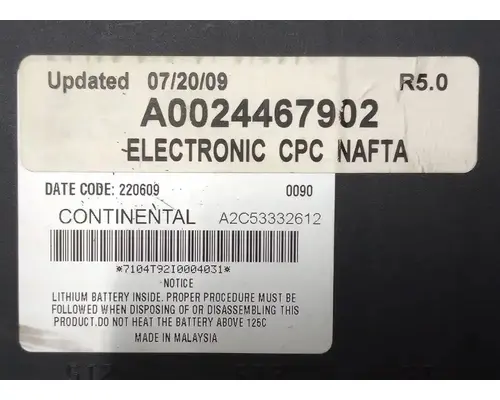 Updated 07/20/09 R5.0
A0024467902
ELECTRONIC CPC NAFTA
DATE CODE: 220609 0090
CONTINENTAL A2C53332612
*7104T92I0004031*
NOTICE
LITHIUM BATTERY INSIDE. PROPER PROCEDURE MUST BE
FOLLOWED WHEN DISPOSING OF OR DISASSEMBLING THIS
PRODUCT.DO NOT HEAT THE BATTERY ABOVE 126C
MADE IN MALAYSIA